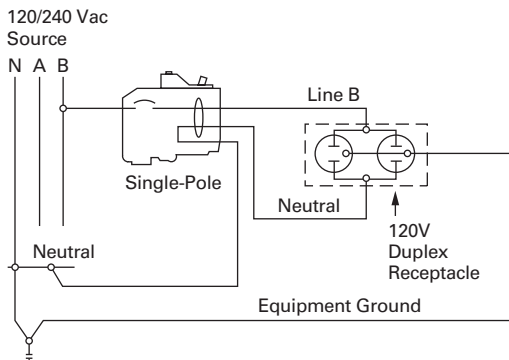 120/240 Vac
Source
N A B
Line B
Single-Pole
Neutral
120V
Duplex
Receptacle
Neutral
Equipment Ground